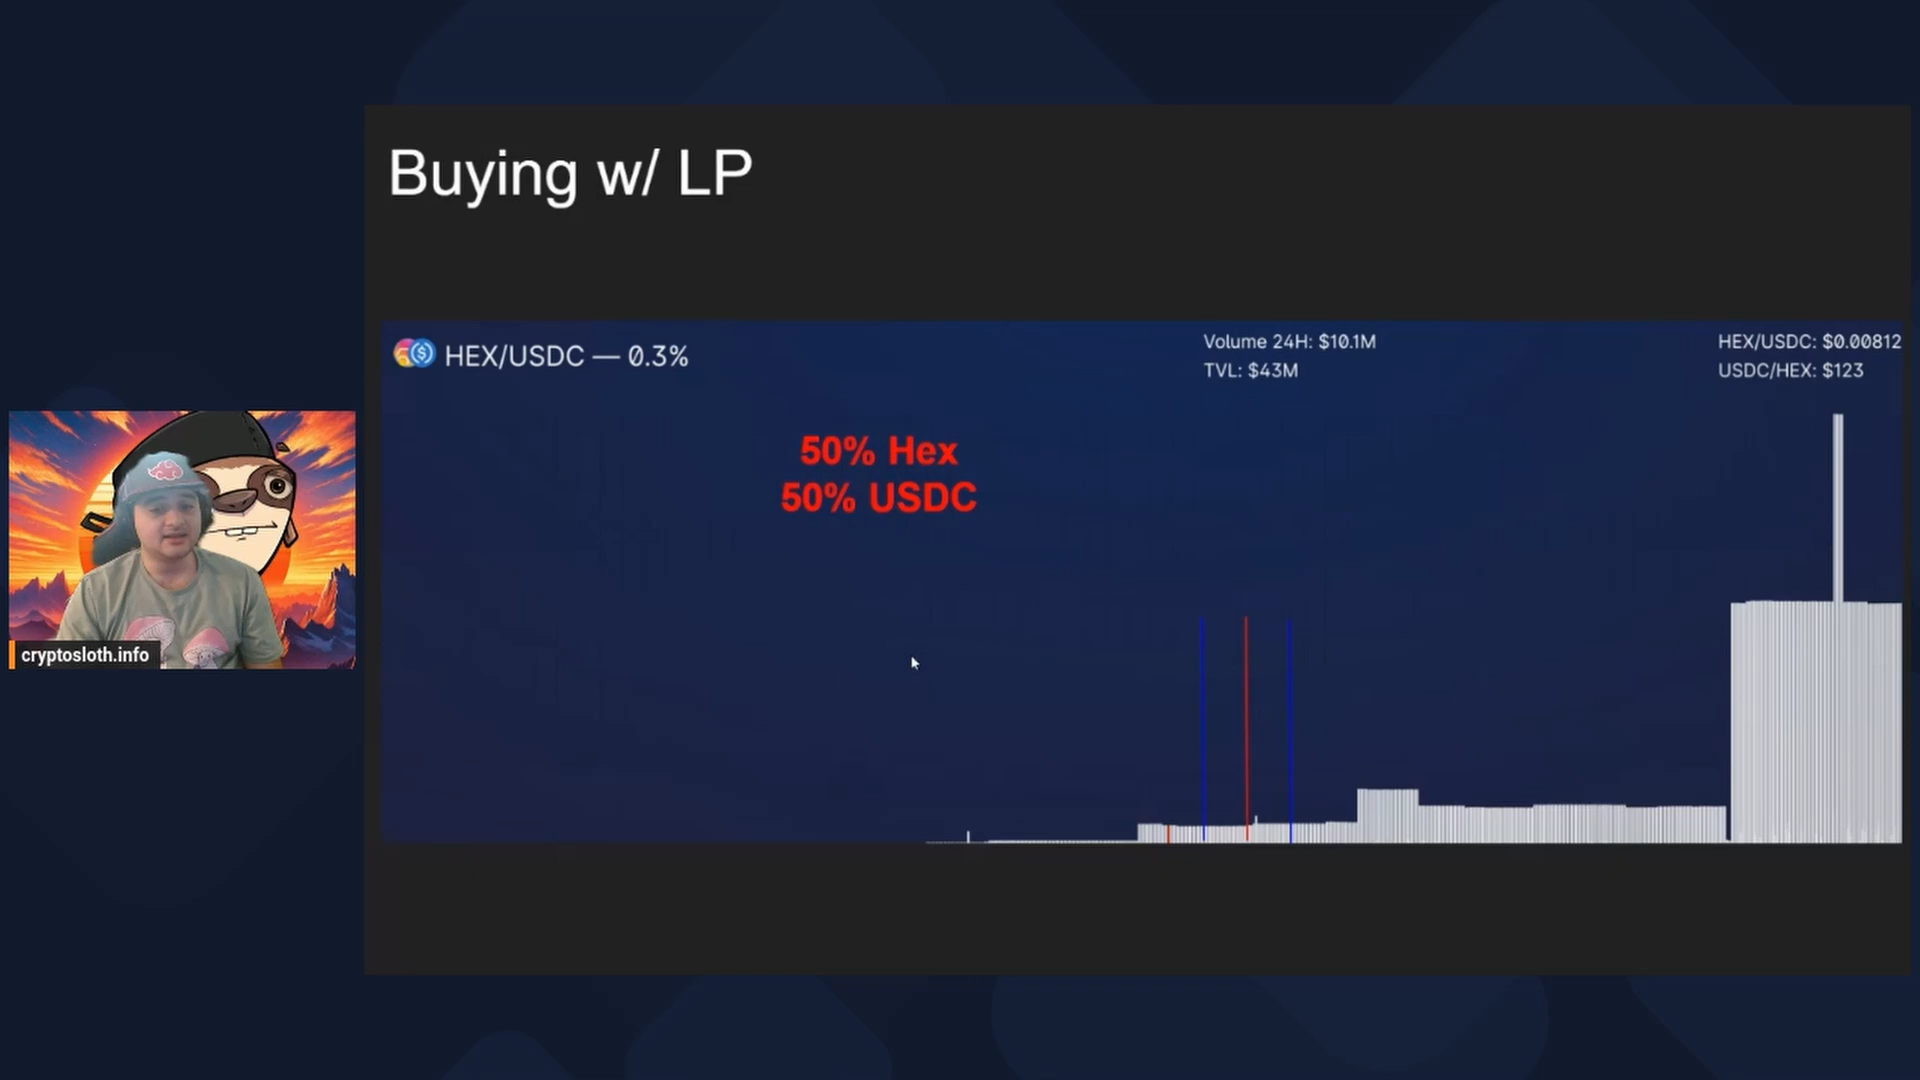 Buying w/ LP
HEX/USDC — 0.3%
Volume 24H: $10.1M
TVL: $43M
HEX/USDC: $0.00812
USDC/HEX: $123
50% Hex
50% USDC
cryptosloth.info